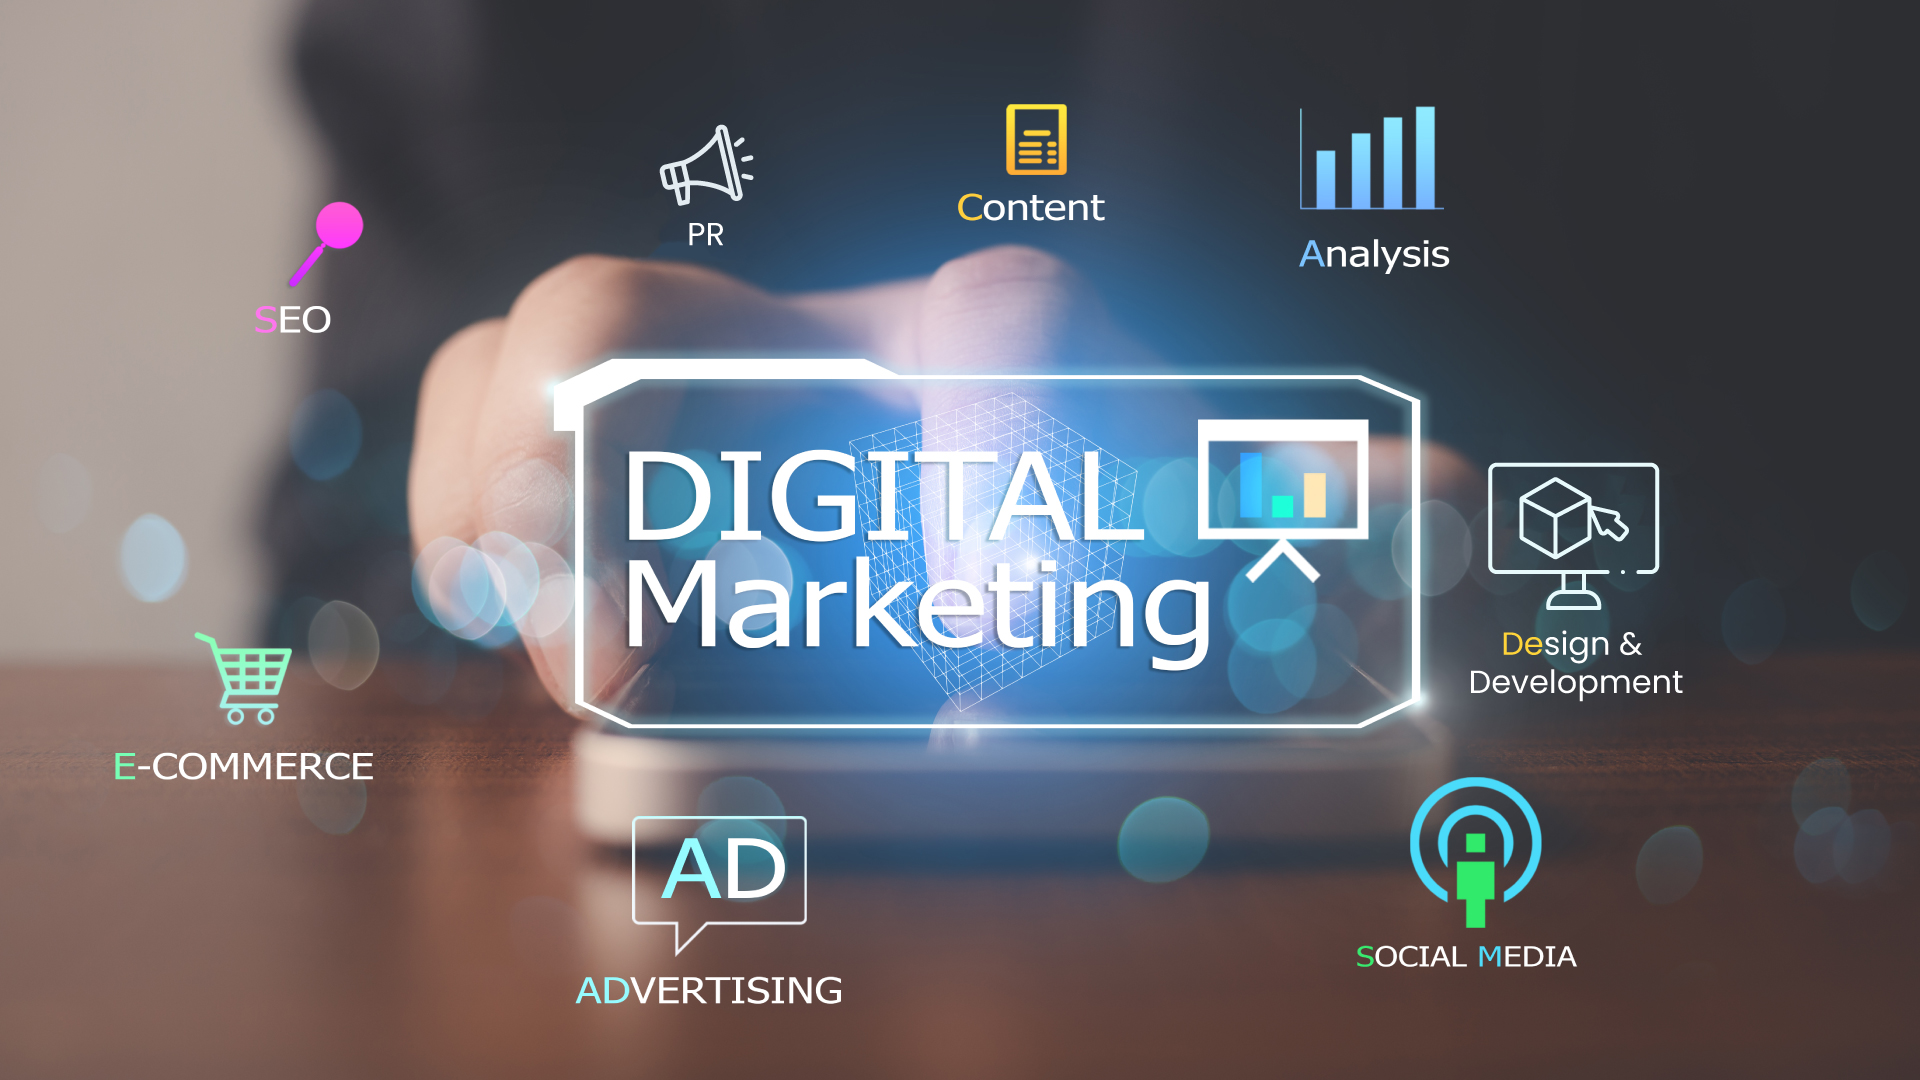 PR
Content
Analysis
SEO
DIGITAL
Marketing
Design &
Development
E-COMMERCE
AD
ADVERTISING
SOCIAL MEDIA